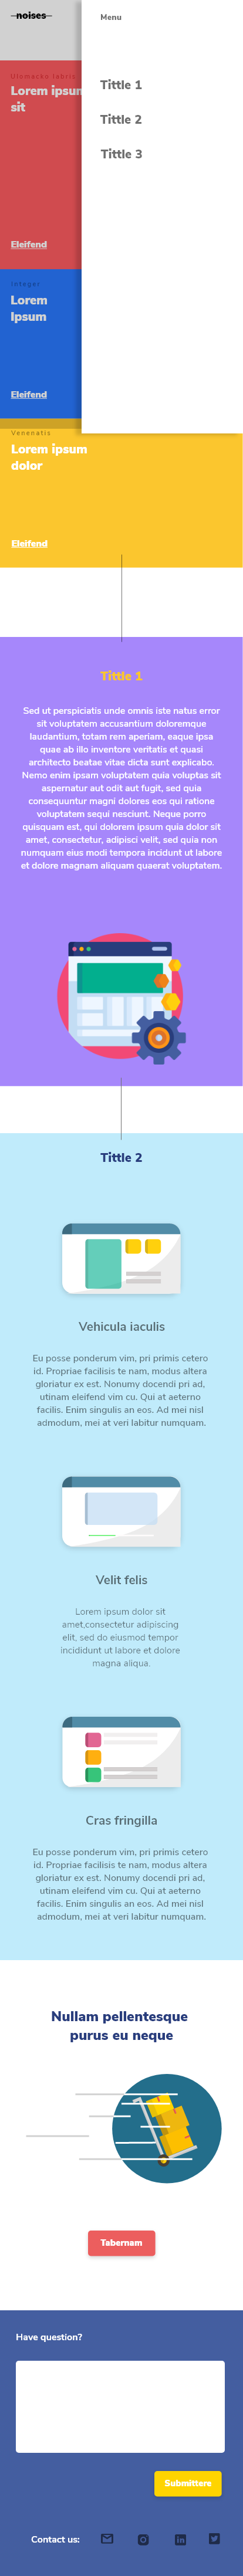 noises
Menu
Tittle 1
Tittle 2
Tittle 3
Ulomacko fabris
Lorem ipsum
sit
Eleifend
Integer
Lorem
Ipsum
Eleifend
Venenatis
Lorem ipsum
dolor
Eleifend
Tittle 1
Sed ut perspiciatis unde omnis iste natus error
sit voluptatem accusantium doloremque
laudantium, totam rem aperiam, eaque ipsa
quae ab illo inventore veritatis et quasi
architecto beatae vitae dicta sunt explicabo.
Nemo enim ipsam voluptatem quia voluptas sit
aspernatur aut odit aut fugit, sed quia
consequuntur magni dolores eos qui ratione
voluptatem sequi nesciunt. Neque porro
quisquam est, qui dolorem ipsum quia dolor sit
amet, consectetur, adipisci velit, sed quia non
numquam eius modi tempora incidunt ut labore
et dolore magnam aliquam quaerat voluptatem.
Tittle 2
Vehicula iaculis
Eu posse ponderum vim, pri primis cetero
id. Propriae facilisis te nam, modus altera
gloriatur ex est. Nonumy docendi pri ad,
utinam eleifend vim cu. Qui at aeterno
facilis. Enim singulis an eos. Ad mei nisl
admodum, mei at veri labitur numquam.
Velit felis
Lorem ipsum dolor sit
amet,consectetur adipiscing
elit, sed do eiusmod tempor
incididunt ut labore et dolore
magna aliqua.
Cras fringilla
Eu posse ponderum vim, pri primis cetero
id. Propriae facilisis te nam, modus altera
gloriatur ex est. Nonumy docendi pri ad,
utinam eleifend vim cu. Qui at aeterno
facilis. Enim singulis an eos. Ad mei nisl
admodum, mei at veri labitur numquam.
Nullam pellentesque
purus eu neque
Tabernam
Have question?
Submitters
Contact us: